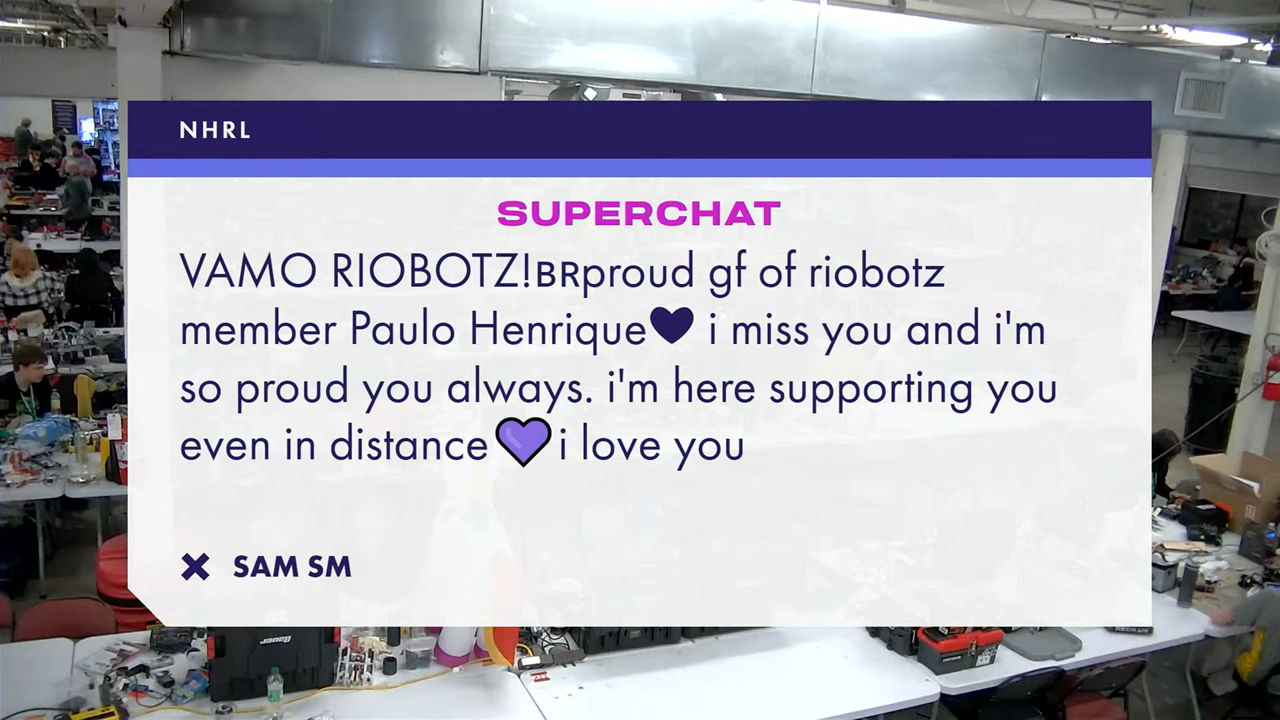 NHRL
SUPERCHAT
VAMO RIOBOTZ!BRproud gf of riobotz
member Paulo Henrique🖤 i miss you and i'm
so proud you always. i'm here supporting you
even in distance 💜 i love you
✖ SAM SM
Bauer